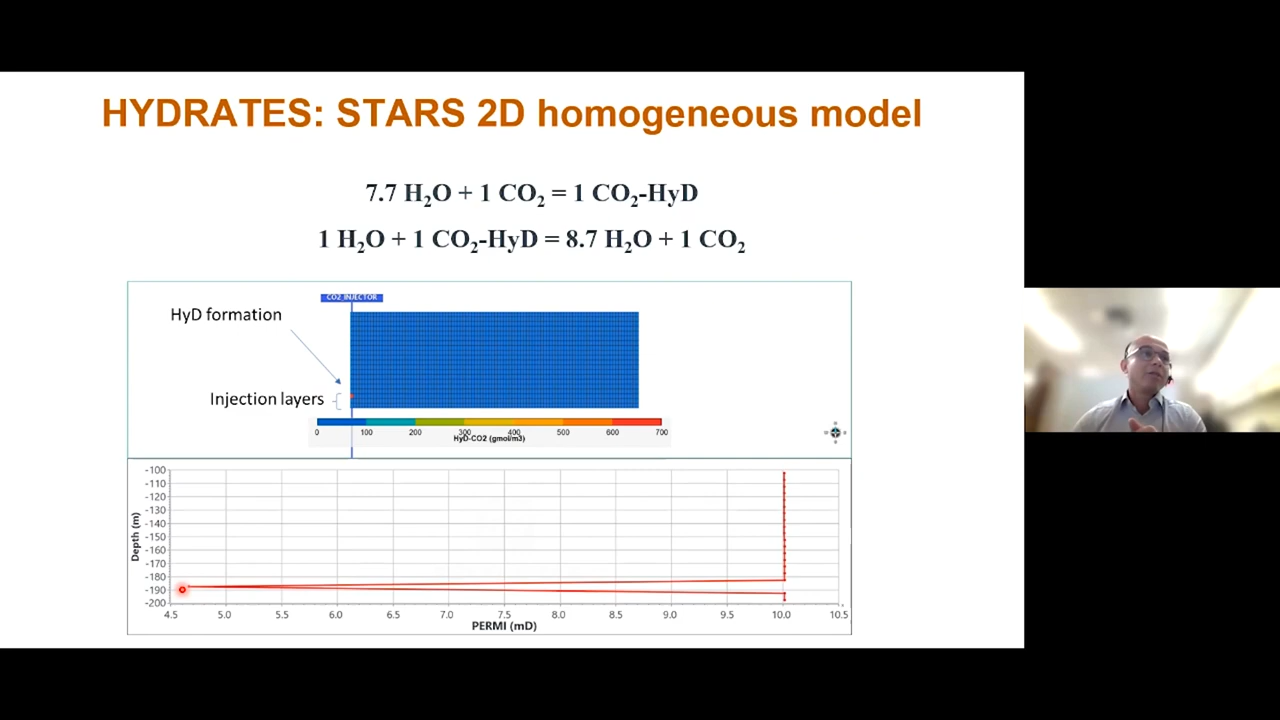 HYDRATES: STARS 2D homogeneous model
7.7 H₂O + 1 CO₂ = 1 CO₂-HyD
1 H₂O + 1 CO₂-HyD = 8.7 H₂O + 1 CO₂
CO2 INJECTOR
HyD formation
Injection layers
0 100 200 300 400 500 600 700
HyD-CO2 (gmol/m3)
Depth (m)
-100
-110
-120
-130
-140
-150
-160
-170
-180
-190
-200
4.5 5.0 5.5 6.0 6.5 7.0 7.5 8.0 8.5 9.0 9.5 10.0 10.5
PERMI (mD)